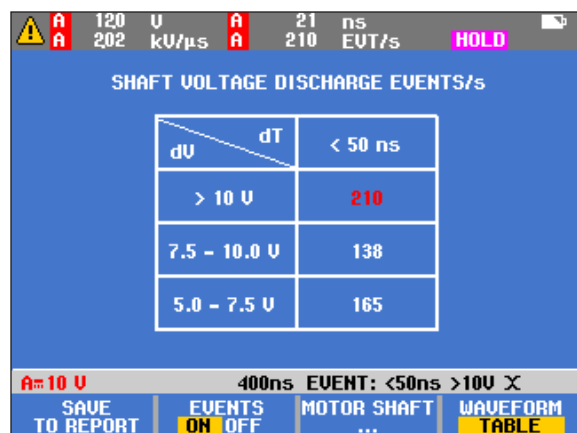 A 120 V A 21 ns
A 202 kV/µs A 210 EVT/s HOLD
SHAFT VOLTAGE DISCHARGE EVENTS/s
dT
dV < 50 ns
> 10 V 210
7.5 - 10.0 V 138
5.0 - 7.5 V 165
A 10 V 400ns EVENT: <50ns >10V X
SAVE EVENTS MOTOR SHAFT WAVEFORM
TO REPORT ON OFF ... TABLE